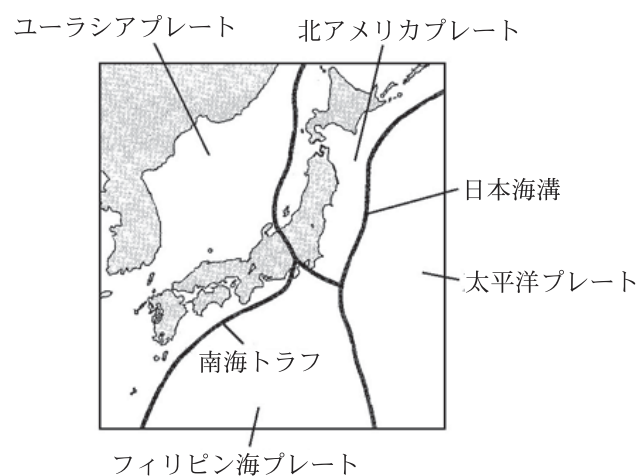 ユーラシアプレート
北アメリカプレート
日本海溝
太平洋プレート
南海トラフ
フィリピン海プレート